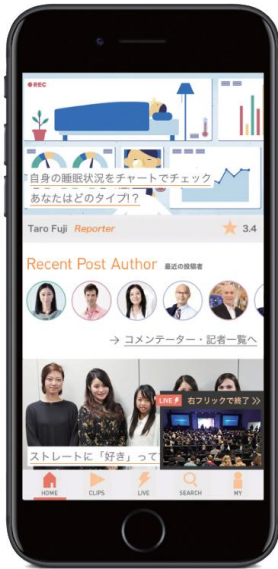 REC
自身の睡眠状況をチャートでチェック
あなたはどのタイプ!?
Taro Fuji Reporter 3.4
Recent Post Author 最近の投稿者
→ コメンテーター・記者一覧へ
LIVE 右フリックで終了 >>
ストレートに「好き」って
HOME CLIPS LIVE SEARCH MY